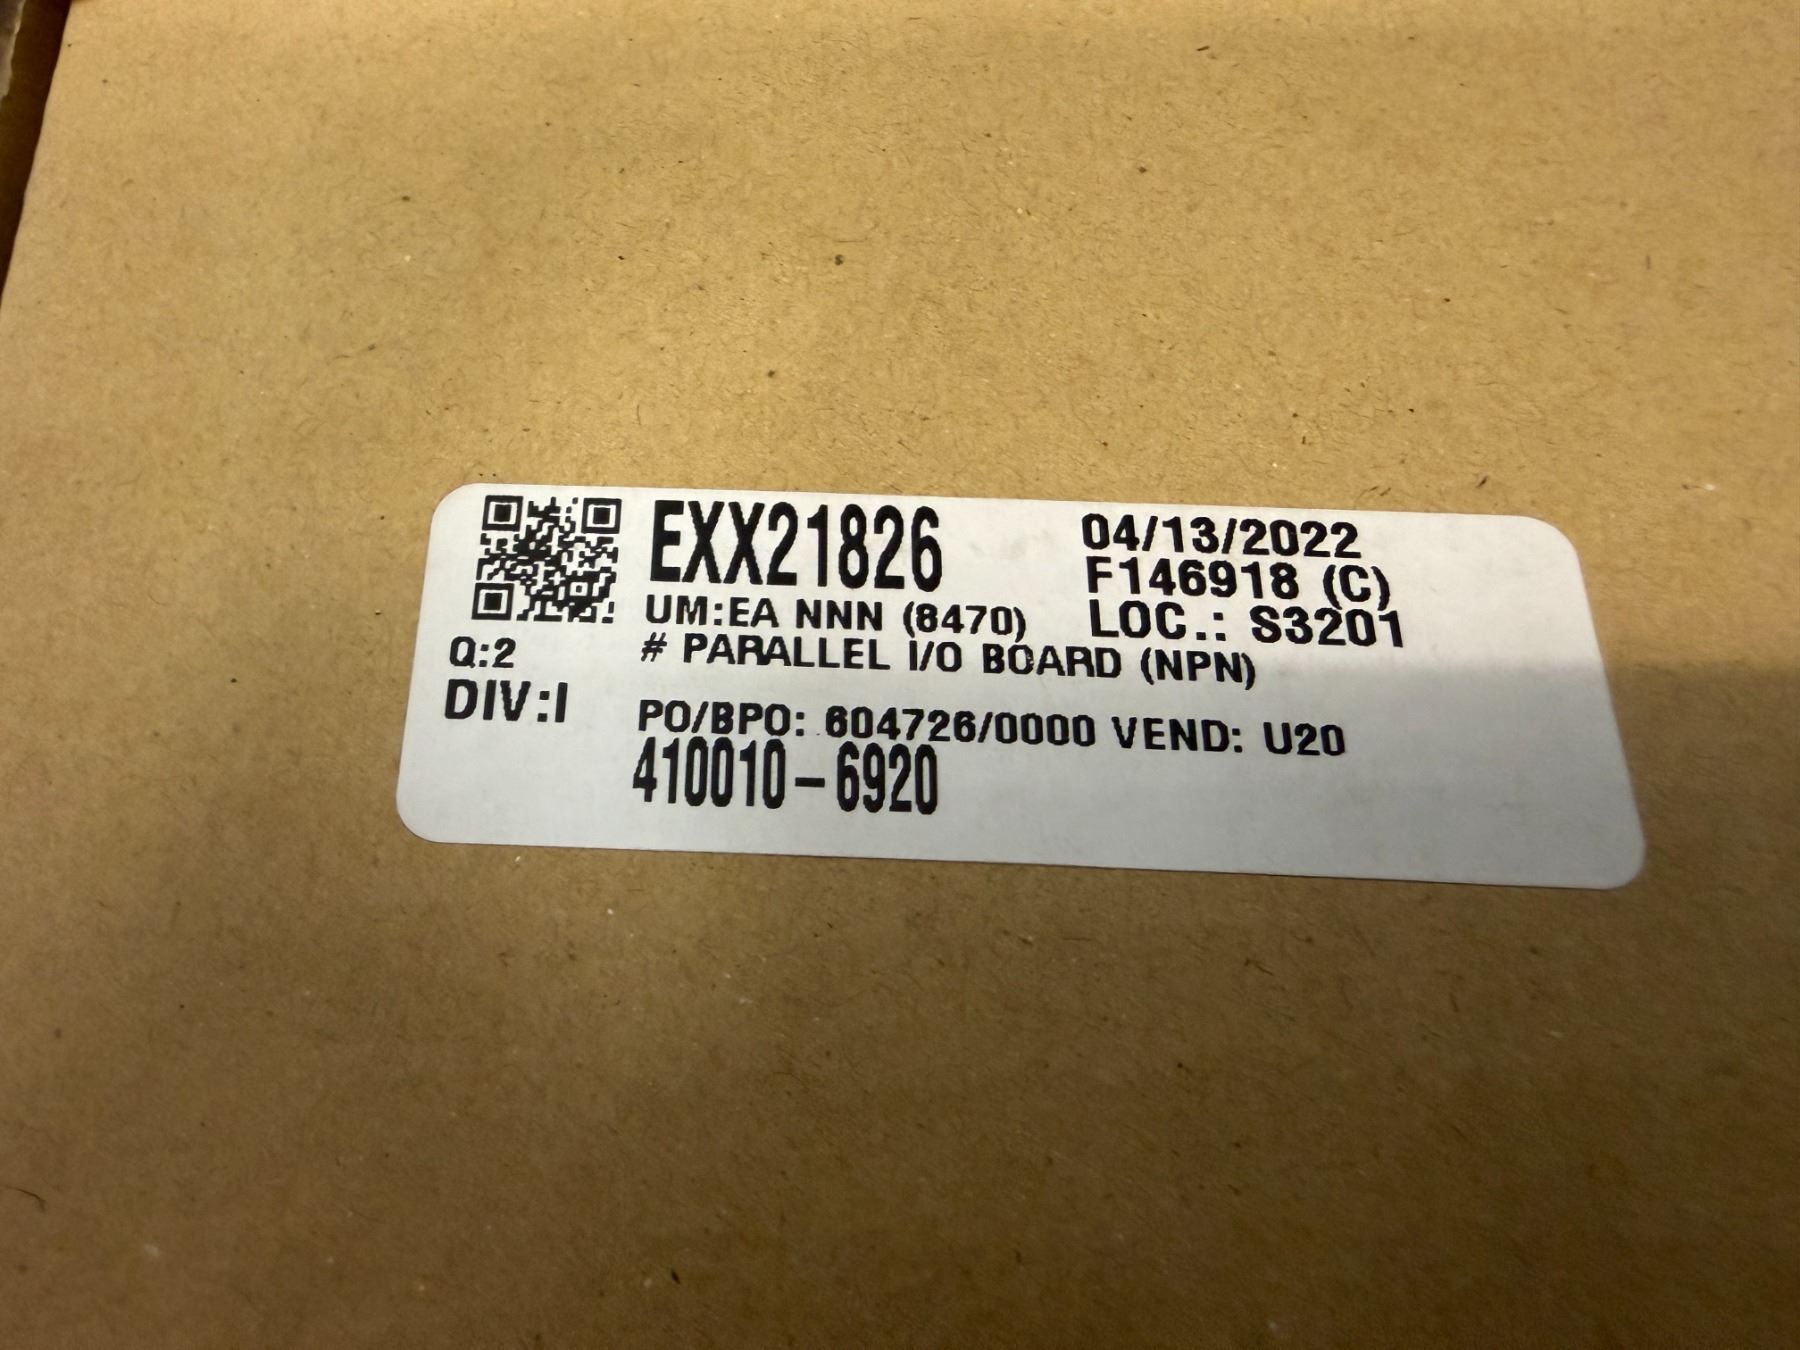 EXX21826
04/13/2022
F146918 (C)
UM:EA NNN (8470)
LOC.: S3201
Q:2
# PARALLEL I/O BOARD (NPN)
DIV:I
PO/BPO: 604726/0000 VEND: U20
410010-6920